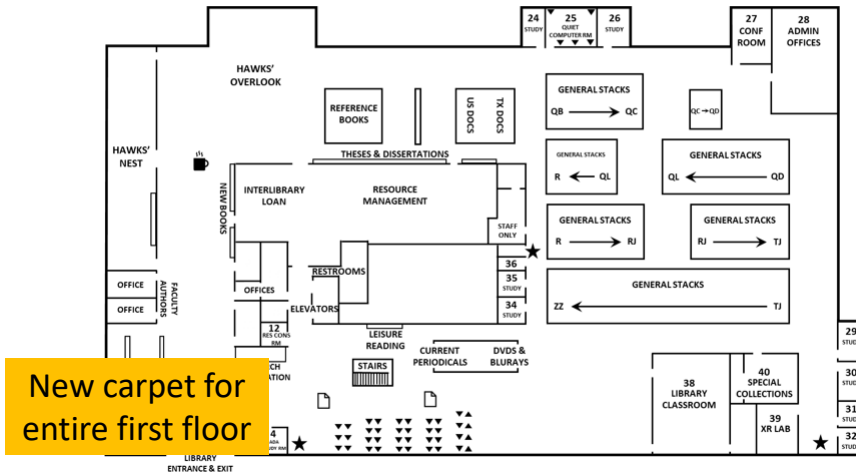 24
STUDY
25
QUIET
COMPUTER RM
26
STUDY
27
CONF
ROOM
28
ADMIN
OFFICES
HAWKS'
OVERLOOK
REFERENCE
BOOKS
US DOCS
TX DOCS
GENERAL STACKS
QB
QC
QC
QD
HAWKS'
NEST
THESES & DISSERTATIONS
GENERAL STACKS
R
QL
GENERAL STACKS
QL
QD
NEW BOOKS
INTERLIBRARY
LOAN
RESOURCE
MANAGEMENT
STAFF
ONLY
GENERAL STACKS
R
RJ
GENERAL STACKS
RJ
TJ
RESTROOMS
36
35
STUDY
34
STUDY
GENERAL STACKS
ZZ
TJ
OFFICE
OFFICE
FACULTY
AUTHORS
OFFICES
ELEVATORS
12
RES CONS
RM
LEISURE
READING
CURRENT
PERIODICALS
DVDS &
BLURAYS
STAIRS
29
30
31
32
38
LIBRARY
CLASSROOM
40
SPECIAL
COLLECTIONS
39
XR LAB
New carpet for
entire first floor
LIBRARY
ENTRANCE & EXIT